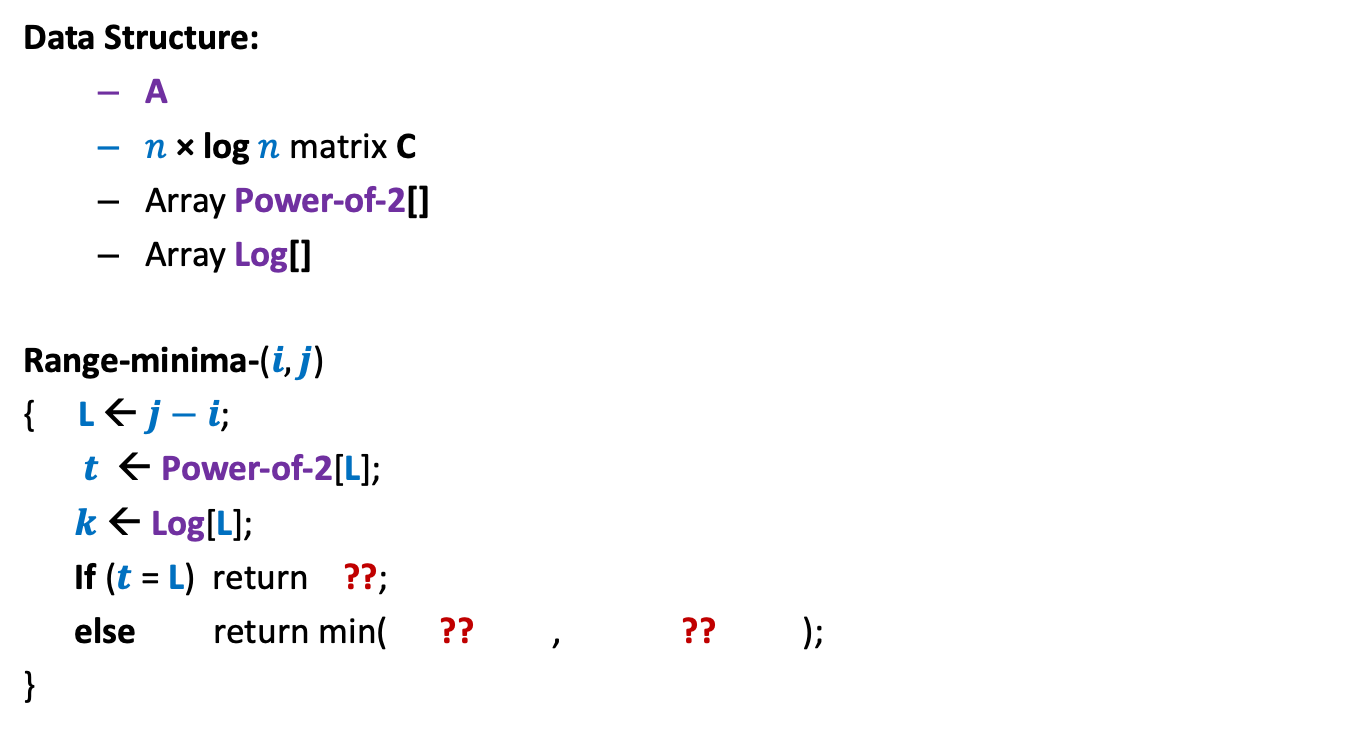 Data Structure:
– A
– n × log n matrix C
– Array Power-of-2[]
– Array Log[]
Range-minima-(i, j)
{ L ← j − i;
t ← Power-of-2[L];
k ← Log[L];
If (t = L) return ??;
else return min( ?? , ?? );
}